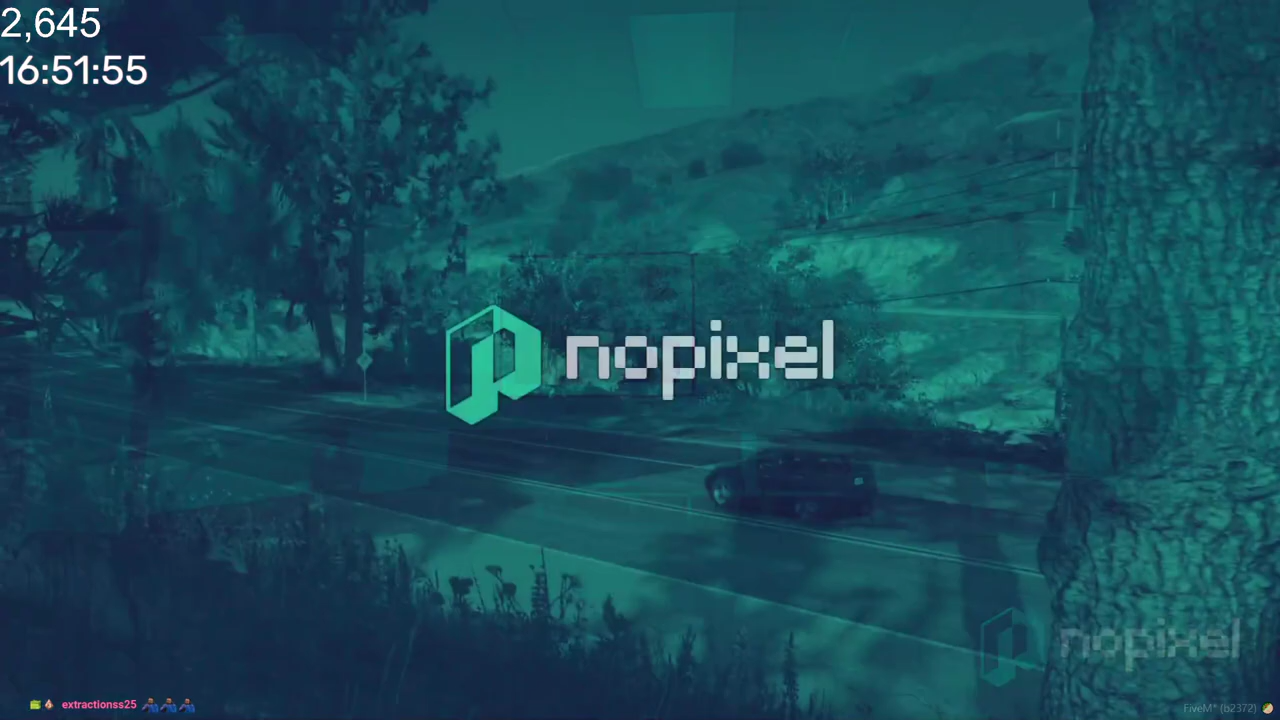 2,645
16:51:55
nopixel
nopixel
extractionss25
FiveM* (b2372)